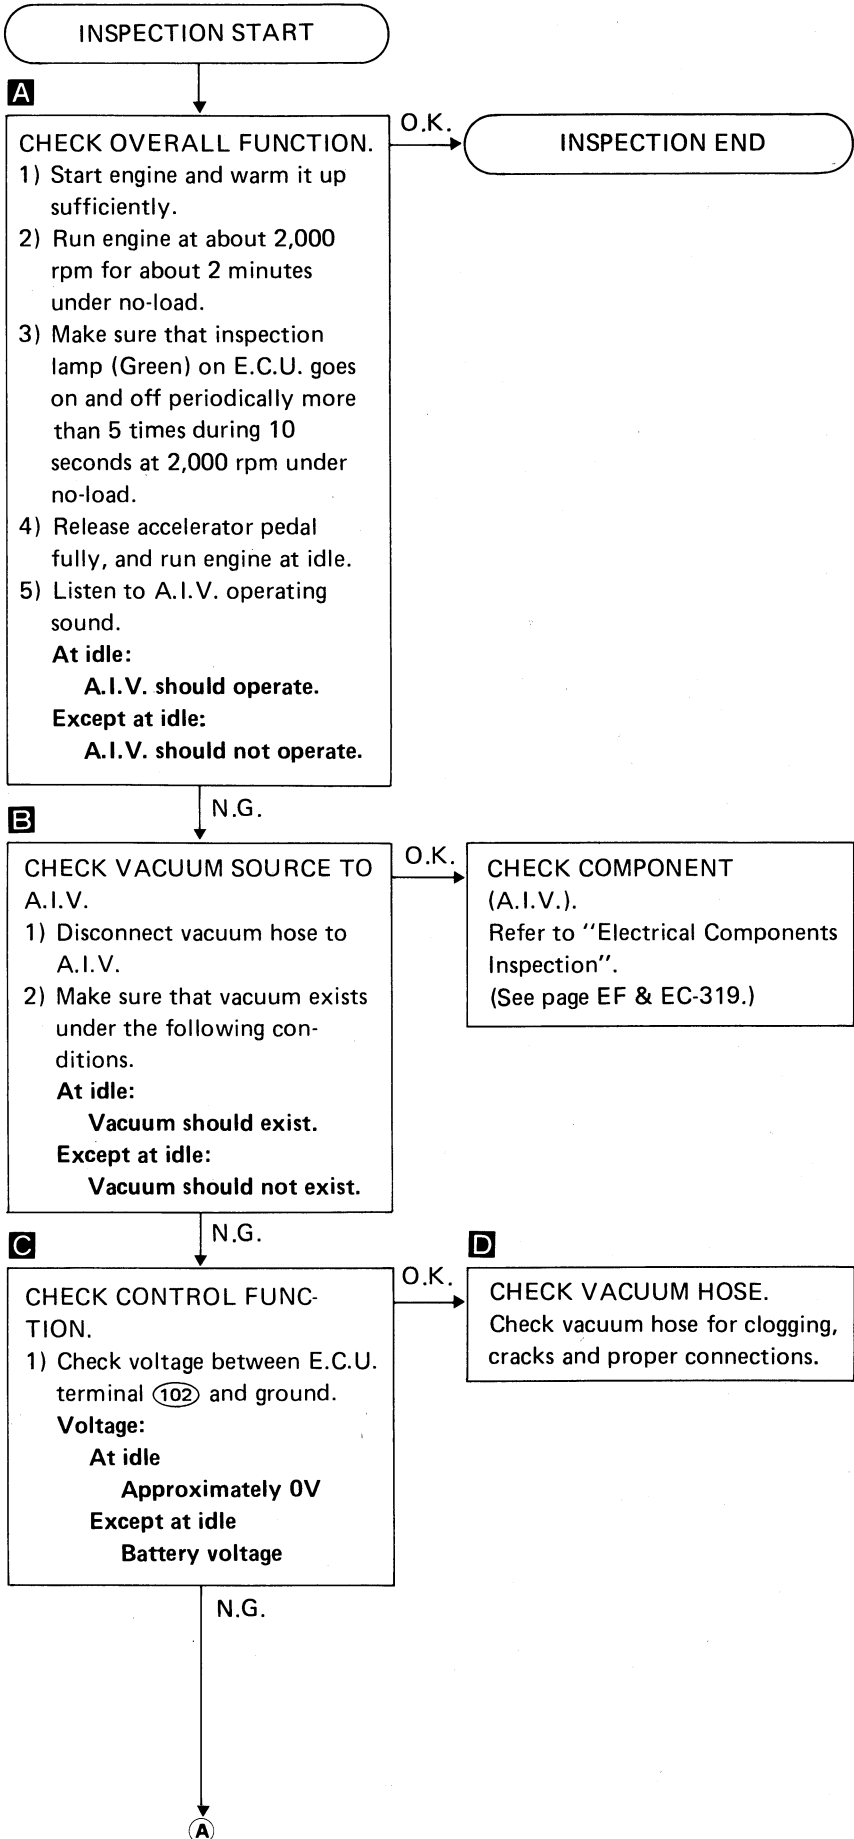 INSPECTION START
A
CHECK OVERALL FUNCTION.
1) Start engine and warm it up
sufficiently.
2) Run engine at about 2,000
rpm for about 2 minutes
under no-load.
3) Make sure that inspection
lamp (Green) on E.C.U. goes
on and off periodically more
than 5 times during 10
seconds at 2,000 rpm under
no-load.
4) Release accelerator pedal
fully, and run engine at idle.
5) Listen to A.I.V. operating
sound.
At idle:
A.I.V. should operate.
Except at idle:
A.I.V. should not operate.
O.K.
INSPECTION END
N.G.
B
CHECK VACUUM SOURCE TO
A.I.V.
1) Disconnect vacuum hose to
A.I.V.
2) Make sure that vacuum exists
under the following con-
ditions.
At idle:
Vacuum should exist.
Except at idle:
Vacuum should not exist.
O.K.
CHECK COMPONENT
(A.I.V.).
Refer to "Electrical Components
Inspection".
(See page EF & EC-319.)
N.G.
C
CHECK CONTROL FUNC-
TION.
1) Check voltage between E.C.U.
terminal 102 and ground.
Voltage:
At idle
Approximately 0V
Except at idle
Battery voltage
O.K.
D
CHECK VACUUM HOSE.
Check vacuum hose for clogging,
cracks and proper connections.
N.G.
A